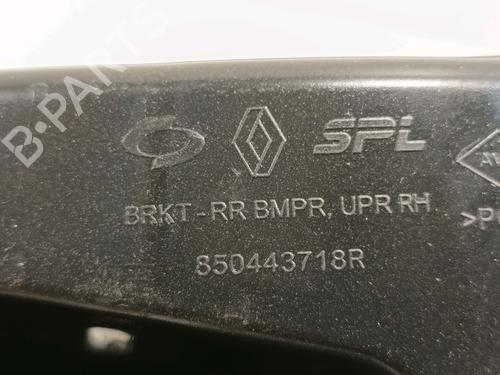 B-PARTS
SPL
BRKT-RR BMPR, UPR RH
850443718R